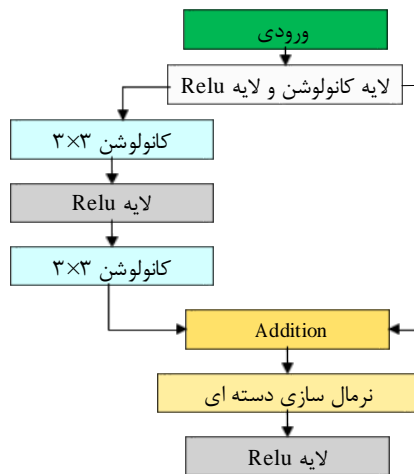 ورودی
لایه کانولوشن و لایه Relu
کانولوشن ۳×۳
لایه Relu
کانولوشن ۳×۳
Addition
نرمال سازی دسته ای
لایه Relu